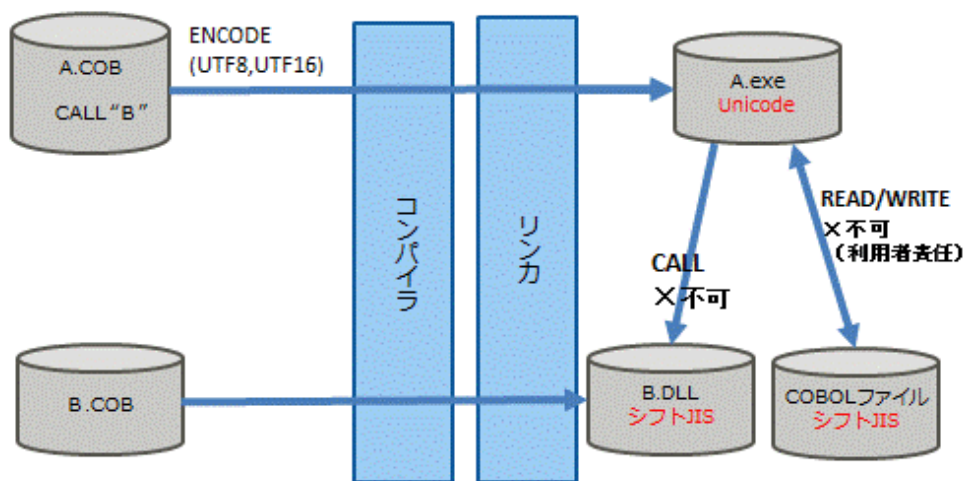 A.COB
CALL“B”
ENCODE
(UTF8,UTF16)
コンパイラ
リンカ
A.exe
Unicode
READ/WRITE
×不可
(利用者責任)
CALL
×不可
B.COB
B.DLL
シフトJIS
COBOLファイル
シフトJIS